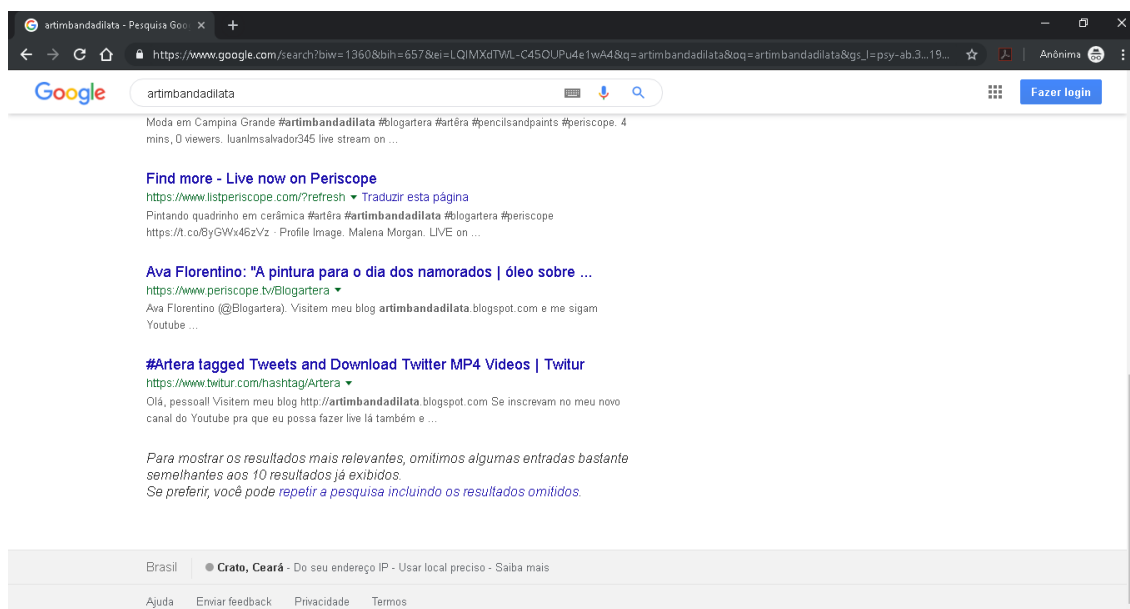 artimbandadilata - Pesquisa Goo
https://www.google.com/search?biw=1360&bih=657&ei=LQIMXdTWL-C45OUPu4e1wA4&q=artimbandadilata&oq=artimbandadilata&gs_l=psy-ab.3...19...
Anônima
Google
artimbandadilata
Fazer login
Moda em Campina Grande #artimbandadilata #blogartera #artêra #pencilsandpaints #periscope. 4
mins, 0 viewers. luanlmsalvador345 live stream on ...
Find more - Live now on Periscope
https://www.listperiscope.com/?refresh ▼ Traduzir esta página
Pintando quadrinho em cerâmica #artêra #artimbandadilata #blogartera #periscope
https://t.co/8yGWx46zVz · Profile Image. Malena Morgan. LIVE on ...
Ava Florentino: "A pintura para o dia dos namorados | óleo sobre ...
https://www.periscope.tv/Blogartera ▼
Ava Florentino (@Blogartera). Visitem meu blog artimbandadilata.blogspot.com e me sigam
Youtube ...
#Artera tagged Tweets and Download Twitter MP4 Videos | Twitur
https://www.twitur.com/hashtag/Artera ▼
Olá, pessoal! Visitem meu blog http://artimbandadilata.blogspot.com Se inscrevam no meu novo
canal do Youtube pra que eu possa fazer live lá também e ...
Para mostrar os resultados mais relevantes, omitimos algumas entradas bastante
semelhantes aos 10 resultados já exibidos.
Se preferir, você pode repetir a pesquisa incluindo os resultados omitidos.
Brasil
Crato, Ceará - Do seu endereço IP - Usar local preciso - Saiba mais
Ajuda Enviar feedback Privacidade Termos